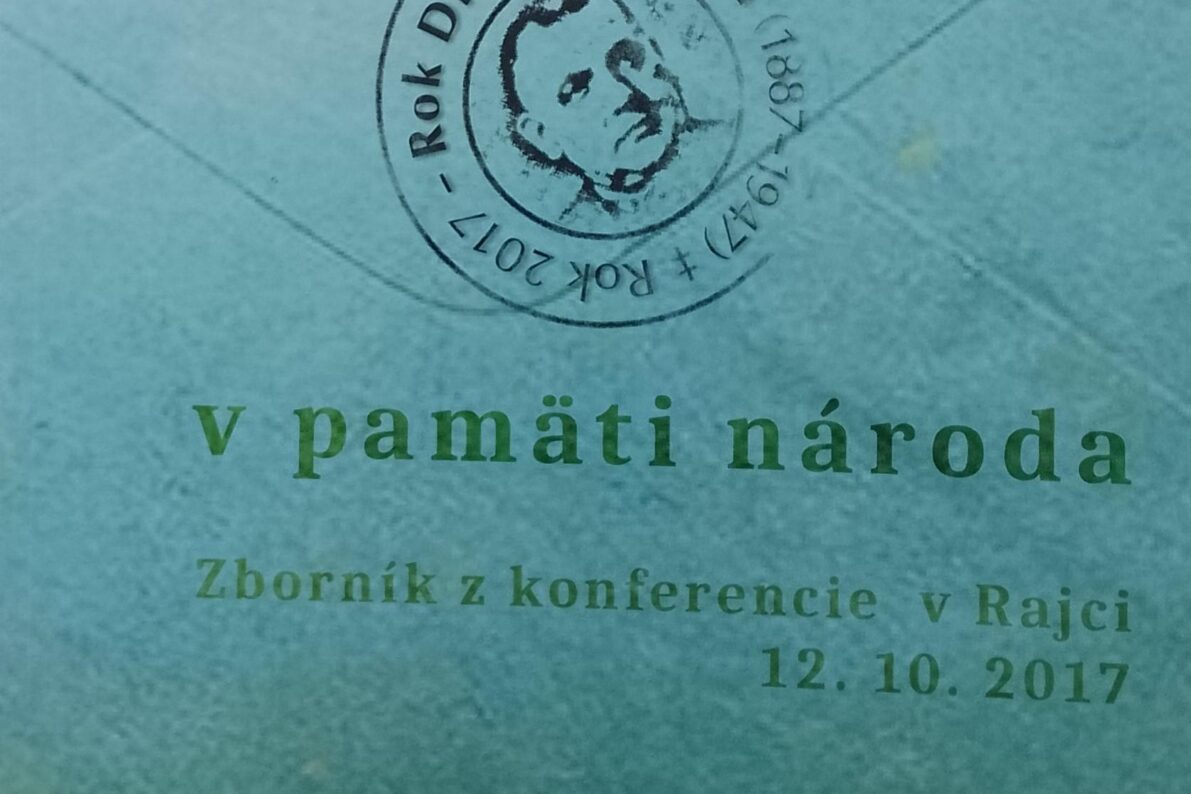 Rok 2017 - Rok
(1887-1947) +
v pamäti národa
Zborník z konferencie v Rajci
12. 10. 2017